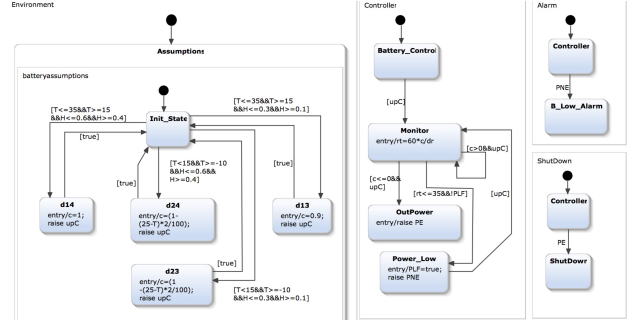 Environment
Assumptions
batteryassumptions
[T<=35&&T>=15
&&H<=0.6&&H>=0.4]
[T<=35&&T>=15
&&H<=0.3&&H>=0.1]
Init_State
[true]
[T<15&&T>=-10
&&H<=0.6&&
H>=0.4]
[true]
[true]
d14
entry/c=1;
raise upC
d24
entry/c=(1-
(25-T)*2/100);
raise upC
d13
entry/c=0.9;
raise upC
[true]
d23
entry/c=(1
-(25-T)*2/100);
raise upC
[T<15&&T>=-10
&&H<=0.3&&H>=0.1]
Controller
Battery_Control
[upC]
Monitor
entry/rt=60*c/dr
[c>0&&upC]
[c<=0&&
upC]
[rt<=35&&!PLF]
[upC]
OutPower
entry/raise PE
Power_Low
entry/PLF=true;
raise PNE
Alarm
Controller
PNE
B_Low_Alarm
ShutDown
Controller
PE
ShutDown